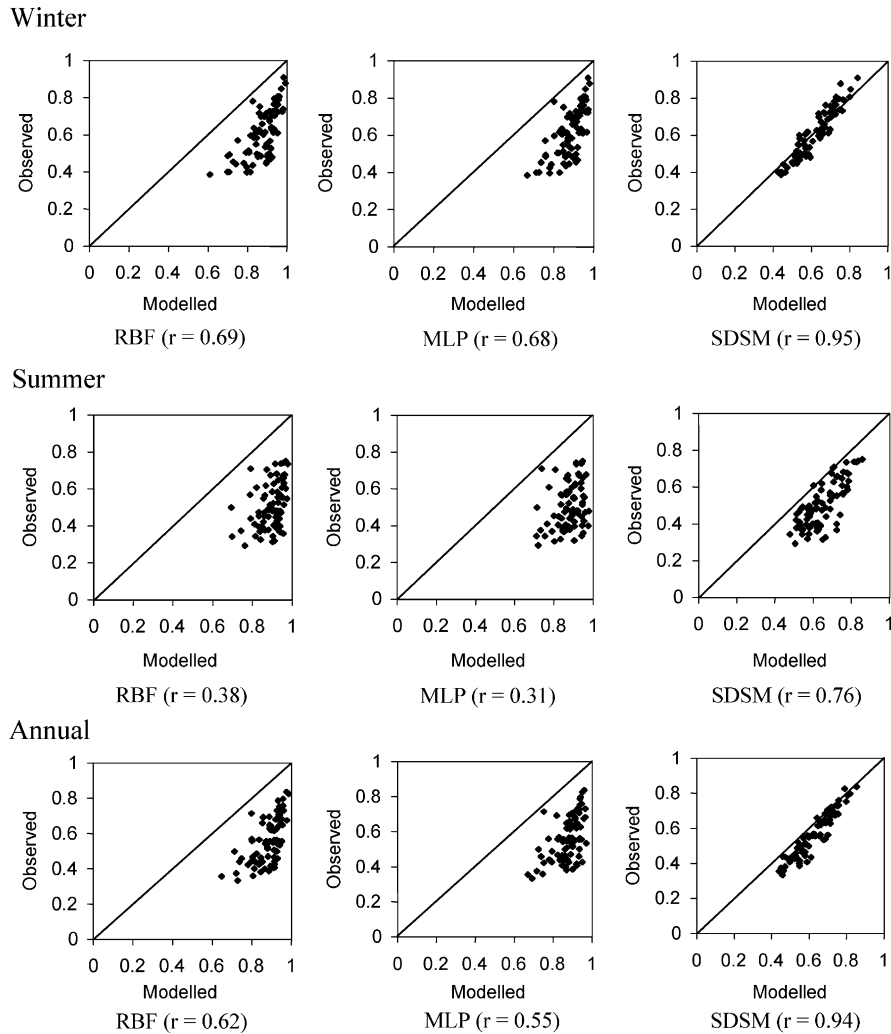 Winter
1
0.8
0.6
0.4
0.2
0
Observed
0 0.2 0.4 0.6 0.8 1
Modelled
RBF (r = 0.69)
1
0.8
0.6
0.4
0.2
0
Observed
0 0.2 0.4 0.6 0.8 1
Modelled
MLP (r = 0.68)
1
0.8
0.6
0.4
0.2
0
Observed
0 0.2 0.4 0.6 0.8 1
Modelled
SDSM (r = 0.95)
Summer
1
0.8
0.6
0.4
0.2
0
Observed
0 0.2 0.4 0.6 0.8 1
Modelled
RBF (r = 0.38)
1
0.8
0.6
0.4
0.2
0
Observed
0 0.2 0.4 0.6 0.8 1
Modelled
MLP (r = 0.31)
1
0.8
0.6
0.4
0.2
0
Observed
0 0.2 0.4 0.6 0.8 1
Modelled
SDSM (r = 0.76)
Annual
1
0.8
0.6
0.4
0.2
0
Observed
0 0.2 0.4 0.6 0.8 1
Modelled
RBF (r = 0.62)
1
0.8
0.6
0.4
0.2
0
Observed
0 0.2 0.4 0.6 0.8 1
Modelled
MLP (r = 0.55)
1
0.8
0.6
0.4
0.2
0
Observed
0 0.2 0.4 0.6 0.8 1
Modelled
SDSM (r = 0.94)